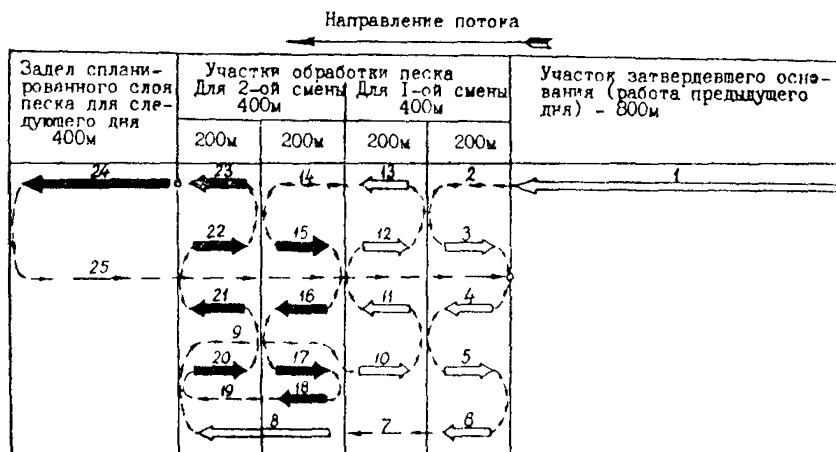 Направление потока
Задел сплани-
рованного слоя
песка для сле-
дующего дня
400м
Участки обработки песка
Для 2-ой смены
400м
Для I-ой смены
400м
Участок затвердевшего осно-
вания (работа предыдущего
дня) - 800м
200м
200м
200м
200м
24
23
14
13
2
1
22
15
12
3
25
21
16
11
4
9
20
17
10
5
19
18
8
7
6